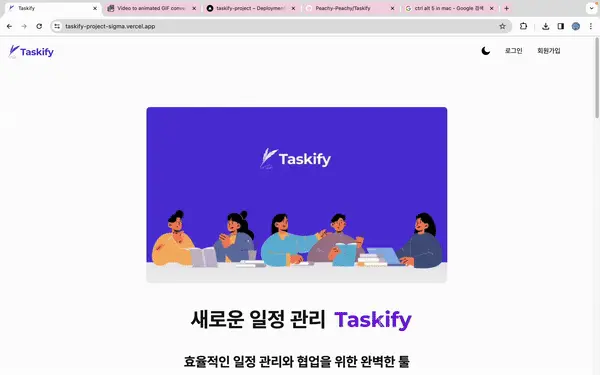 Taskify
Video to animated GIF conve
taskify-project – Deployment
Peachy-Peachy/Taskify
ctrl alt 5 in mac - Google 검색
taskify-project-sigma.vercel.app
Taskify
로그인
회원가입
Taskify
새로운 일정 관리 Taskify
효율적인 일정 관리와 협업을 위한 완벽한 툴